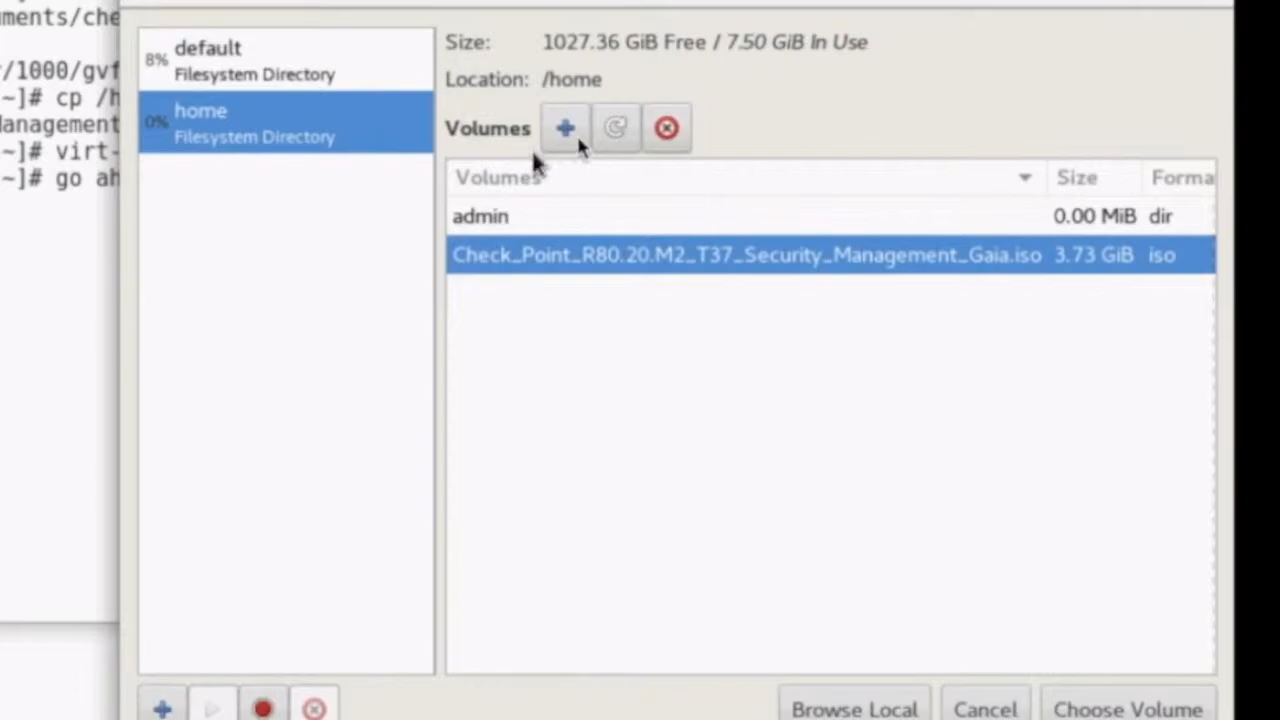 uments/che
/1000/gvf
~]# cp /h
anagement
~]# virt-
~]# go ah
8%
default
Filesystem Directory
0%
home
Filesystem Directory
Size: 1027.36 GiB Free / 7.50 GiB In Use
Location: /home
Volumes
Volumes Size Forma
admin 0.00 MiB dir
Check_Point_R80.20.M2_T37_Security_Management_Gaia.iso 3.73 GiB iso
Browse Local Cancel Choose Volume